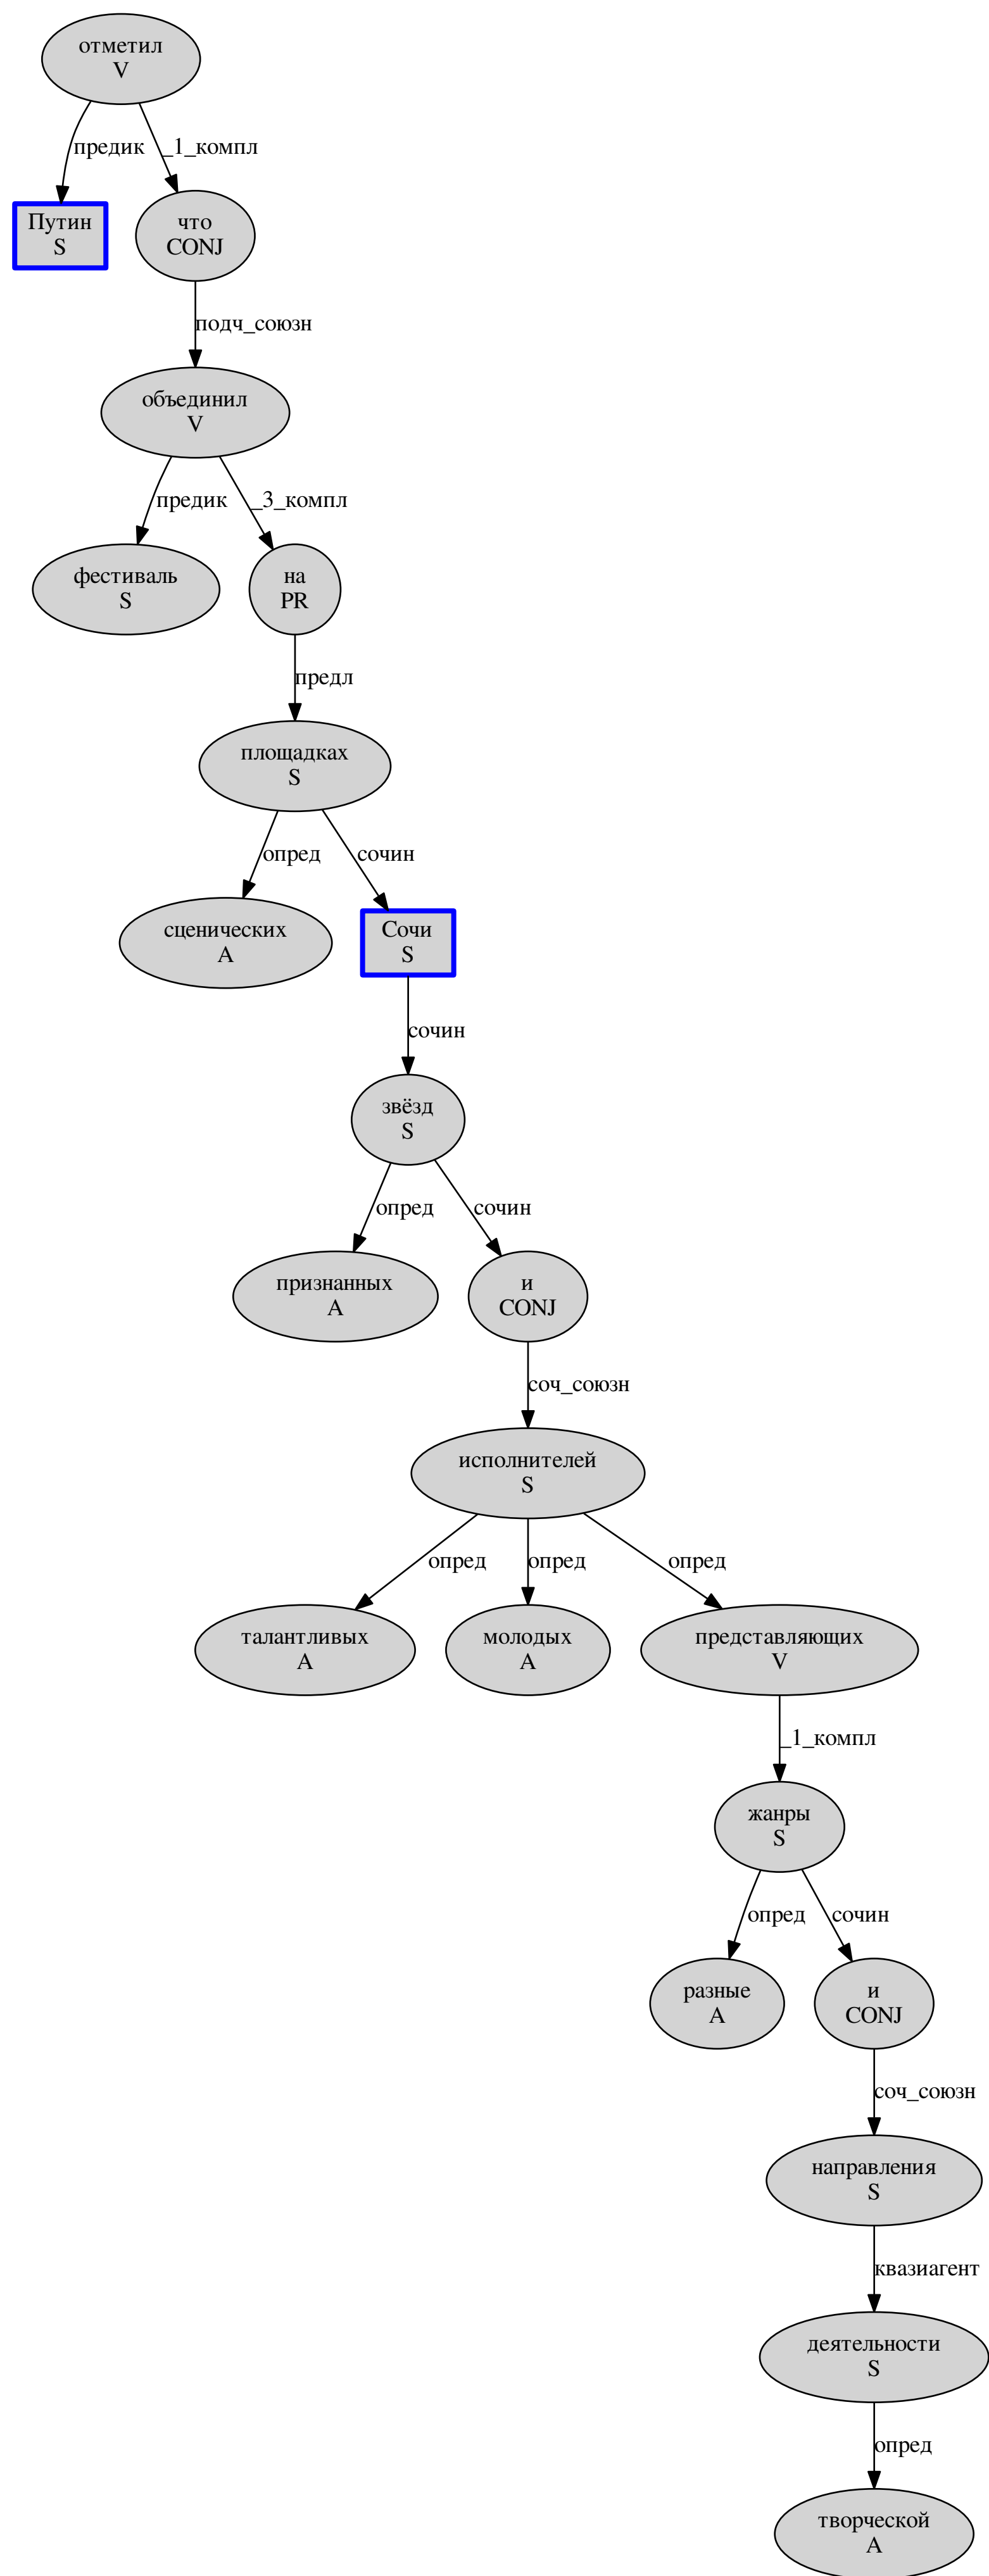 отметил
V
предик
_1_компл
Путин
S
что
CONJ
подч_союзн
объединил
V
предик
_3_компл
фестиваль
S
на
PR
предл
площадках
S
опред
сочин
сценических
A
Сочи
S
сочин
звёзд
S
опред
сочин
признанных
A
и
CONJ
соч_союзн
исполнителей
S
опред
опред
опред
талантливых
A
молодых
A
представляющих
V
_1_компл
жанры
S
опред
сочин
разные
A
и
CONJ
соч_союзн
направления
S
квазиагент
деятельности
S
опред
творческой
A